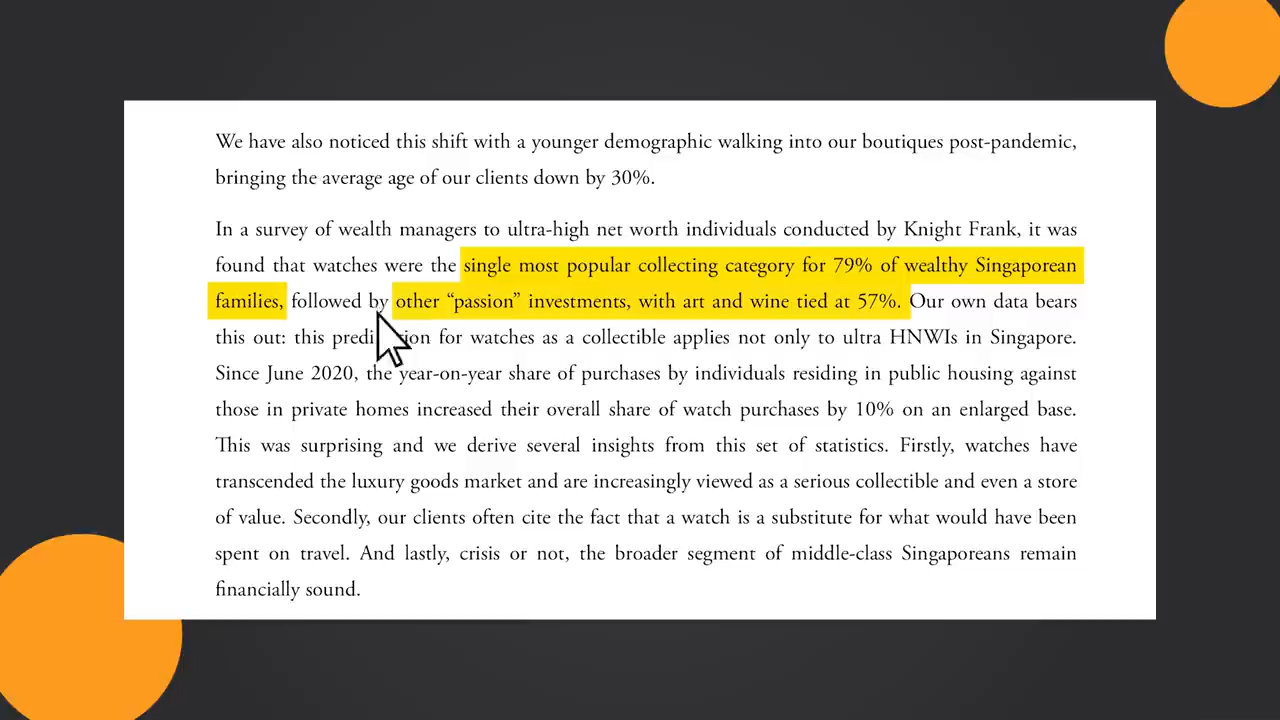 We have also noticed this shift with a younger demographic walking into our boutiques post-pandemic,
bringing the average age of our clients down by 30%.
In a survey of wealth managers to ultra-high net worth individuals conducted by Knight Frank, it was
found that watches were the single most popular collecting category for 79% of wealthy Singaporean
families, followed by other “passion” investments, with art and wine tied at 57%. Our own data bears
this out: this for watches as a collectible applies not only to ultra HNWIs in Singapore.
Since June 2020, the year-on-year share of purchases by individuals residing in public housing against
those in private homes increased their overall share of watch purchases by 10% on an enlarged base.
This was surprising and we derive several insights from this set of statistics. Firstly, watches have
transcended the luxury goods market and are increasingly viewed as a serious collectible and even a store
of value. Secondly, our clients often cite the fact that a watch is a substitute for what would have been
spent on travel. And lastly, crisis or not, the broader segment of middle-class Singaporeans remain
financially sound.